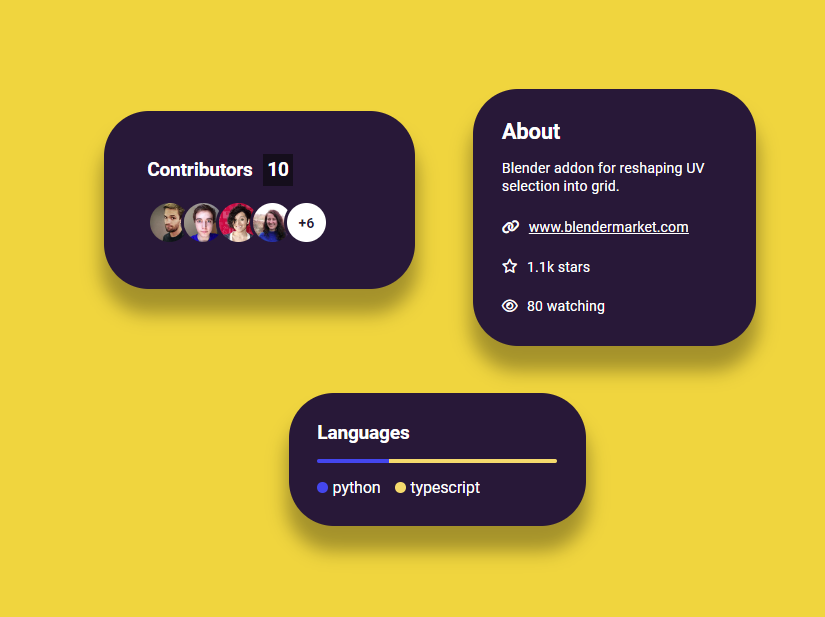 Contributors 10
+6
About
Blender addon for reshaping UV
selection into grid.
www.blendermarket.com
1.1k stars
80 watching
Languages
python typescript